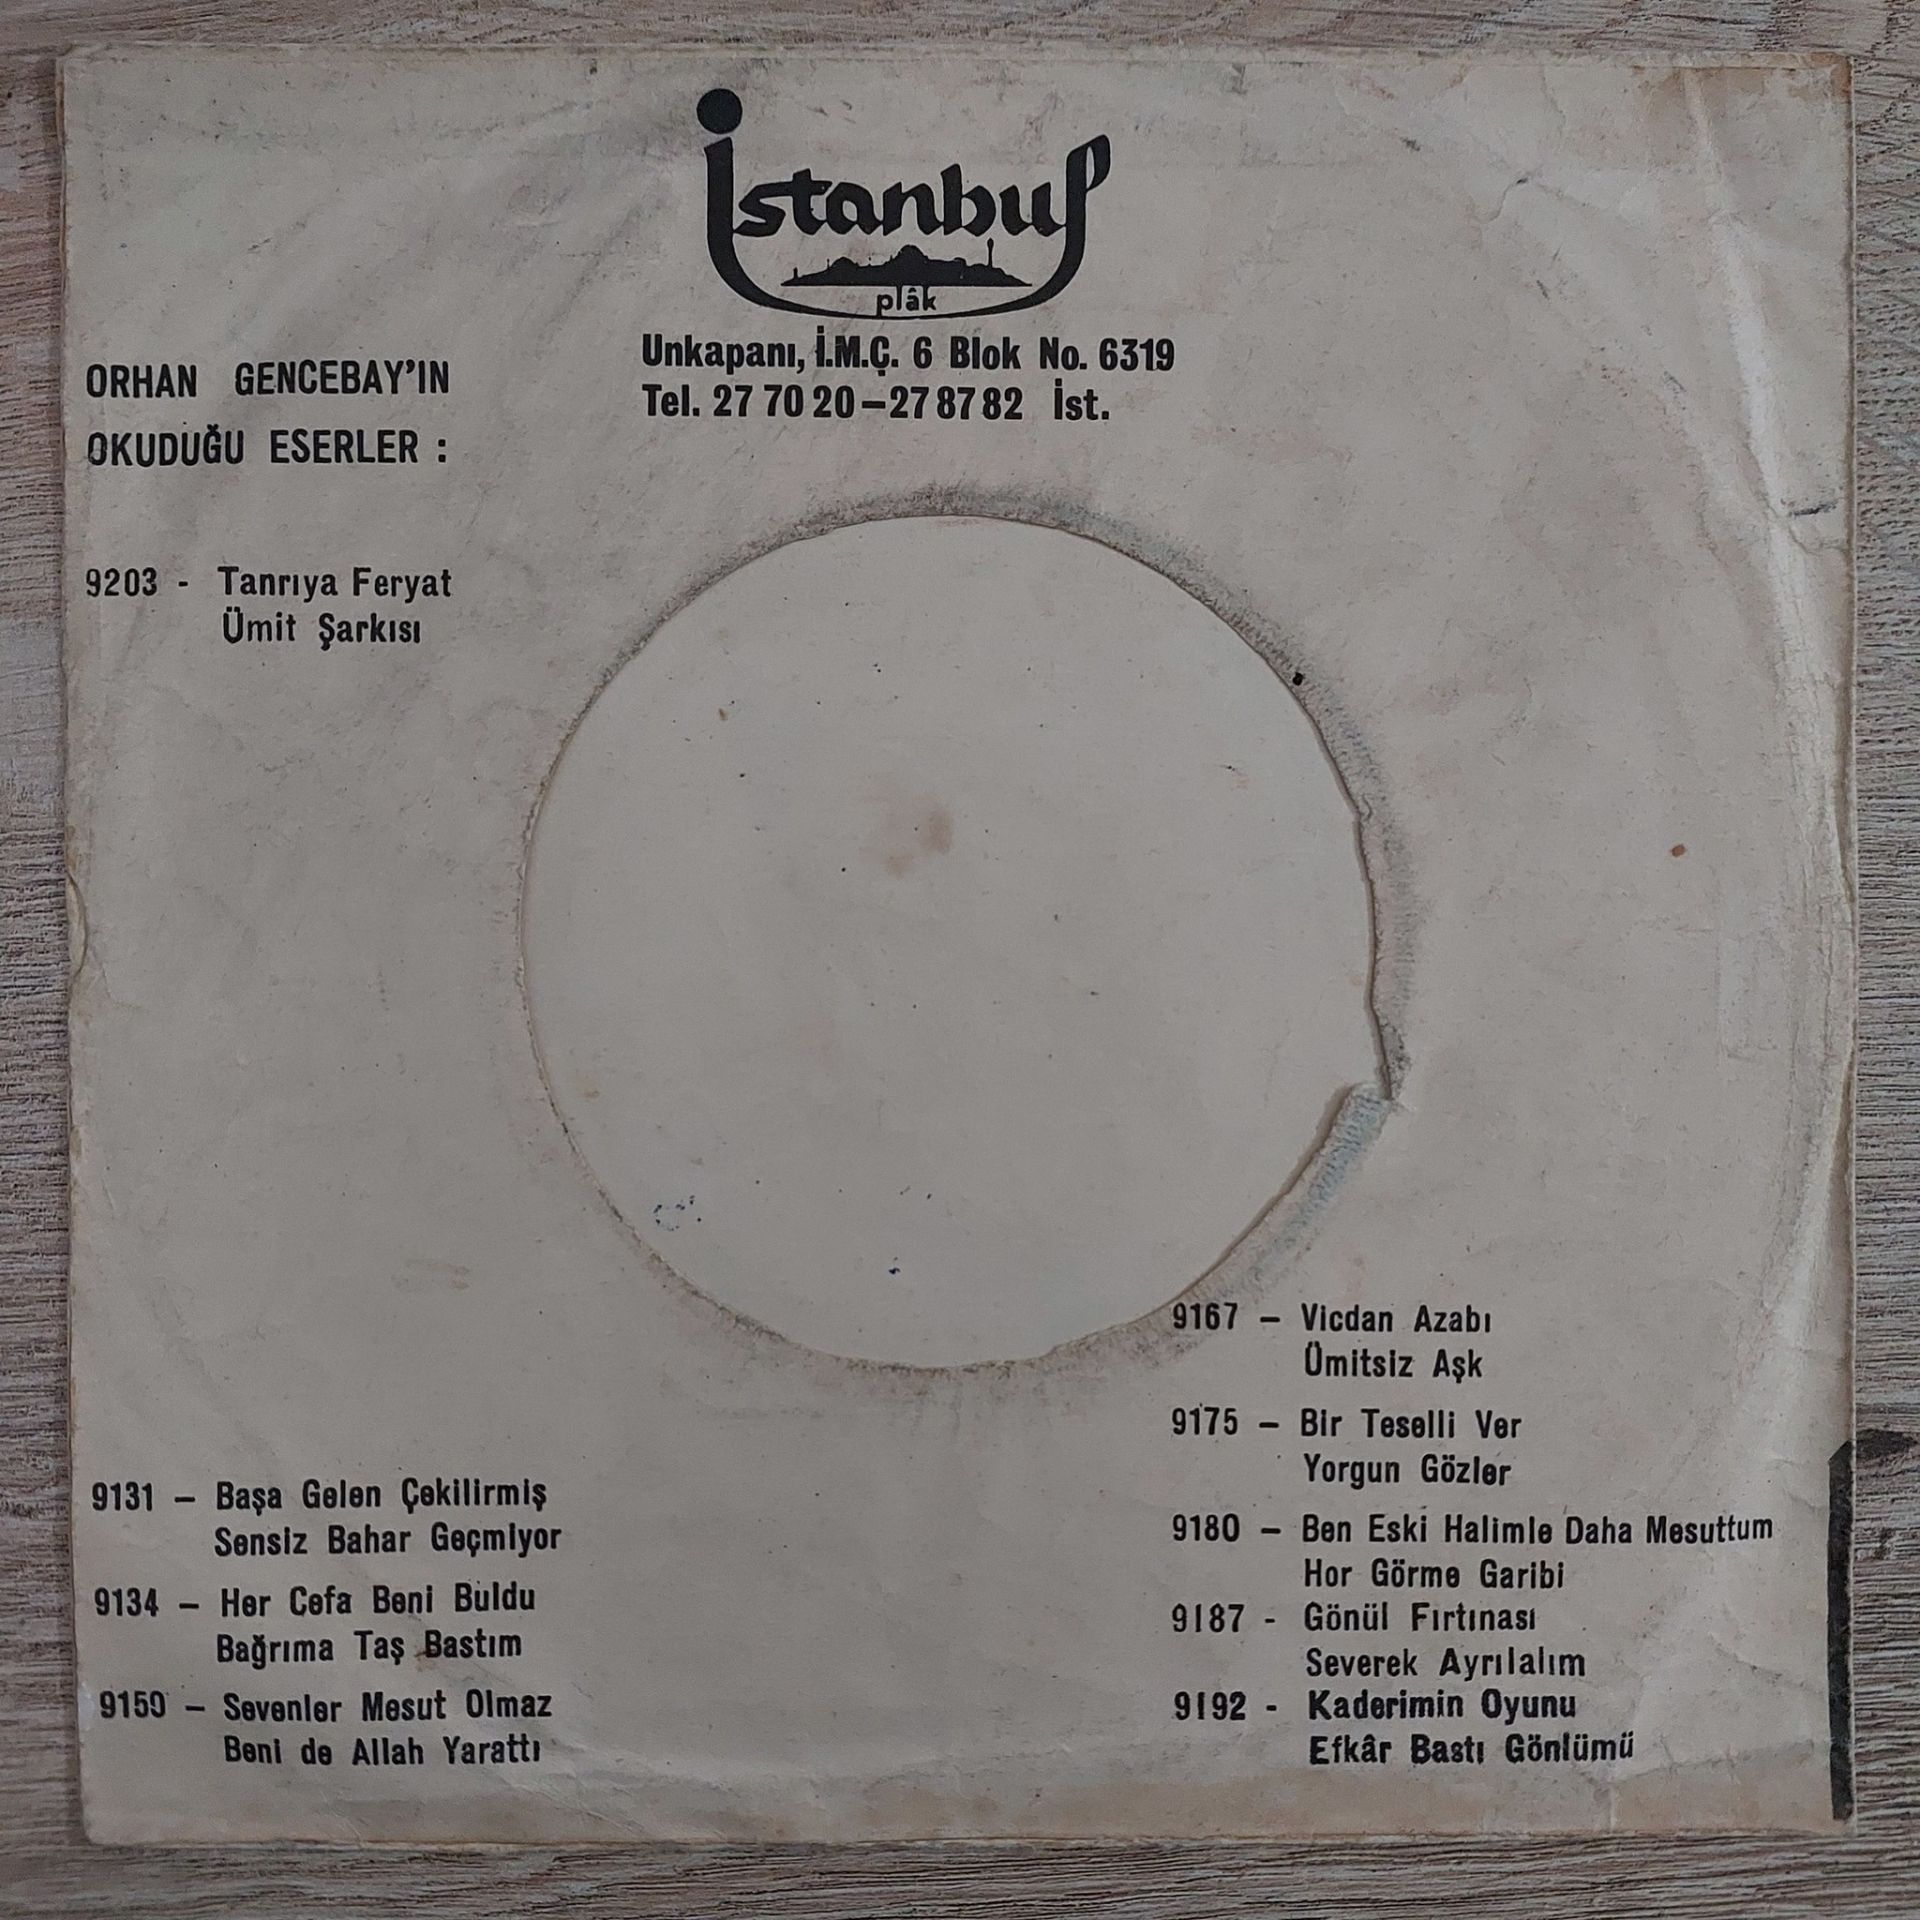 İstanbul
plâk
Unkapanı, İ.M.Ç. 6 Blok No. 6319
Tel. 27 70 20–27 87 82 İst.
ORHAN GENCEBAY'IN
OKUDUĞU ESERLER :
9203 - Tanrıya Feryat
Ümit Şarkısı
9131 – Başa Gelen Çekilirmiş
Sensiz Bahar Geçmiyor
9134 – Her Cefa Beni Buldu
Bağrıma Taş Bastım
9159 – Sevenler Mesut Olmaz
Beni de Allah Yarattı
9167 – Vicdan Azabı
Ümitsiz Aşk
9175 – Bir Teselli Ver
Yorgun Gözler
9180 – Ben Eski Halimle Daha Mesuttum
Hor Görme Garibi
9187 - Gönül Fırtınası
Severek Ayrılalım
9192 - Kaderimin Oyunu
Efkâr Bastı Gönlümü